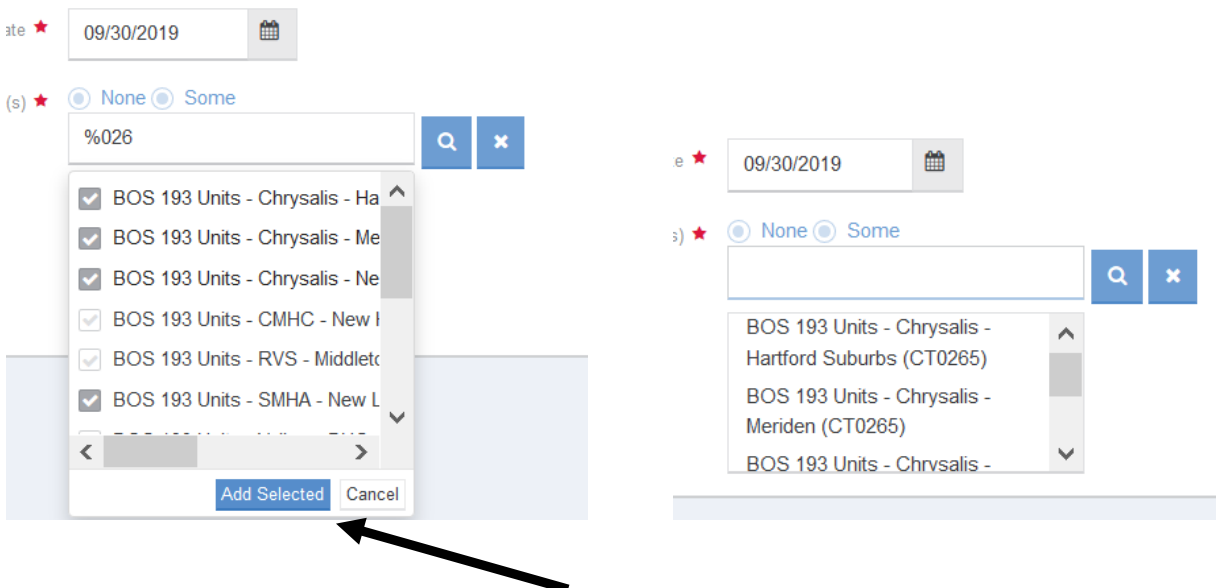 ate ★
09/30/2019
(s) ★
None
Some
%026
BOS 193 Units - Chrysalis - Ha
BOS 193 Units - Chrysalis - Me
BOS 193 Units - Chrysalis - Ne
BOS 193 Units - CMHC - New H
BOS 193 Units - RVS - Middleto
BOS 193 Units - SMHA - New L
Add Selected
Cancel
e ★
09/30/2019
s) ★
None
Some
BOS 193 Units - Chrysalis -
Hartford Suburbs (CT0265)
BOS 193 Units - Chrysalis -
Meriden (CT0265)
BOS 193 Units - Chrysalis -